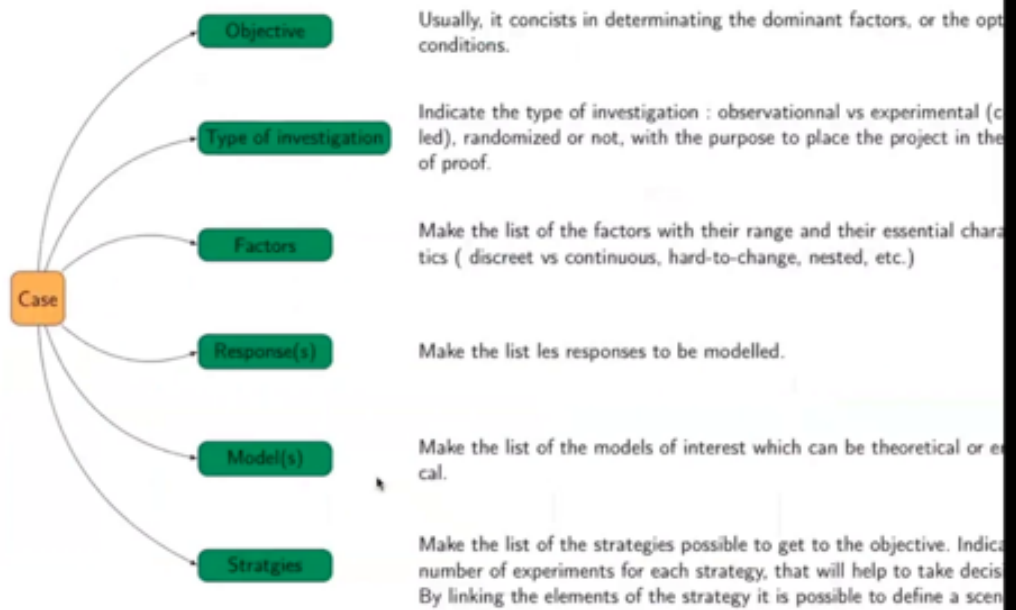 Objective
Usually, it concists in determinating the dominant factors, or the opt
conditions.
Type of investigation
Indicate the type of investigation : observationnal vs experimental (c
led), randomized or not, with the purpose to place the project in the
of proof.
Factors
Make the list of the factors with their range and their essential chara
tics ( discreet vs continuous, hard-to-change, nested, etc.)
Case
Response(s)
Make the list les responses to be modelled.
Model(s)
Make the list of the models of interest which can be theoretical or e
cal.
Stratgies
Make the list of the strategies possible to get to the objective. Indica
number of experiments for each strategy, that will help to take decisi
By linking the elements of the strategy it is possible to define a scen